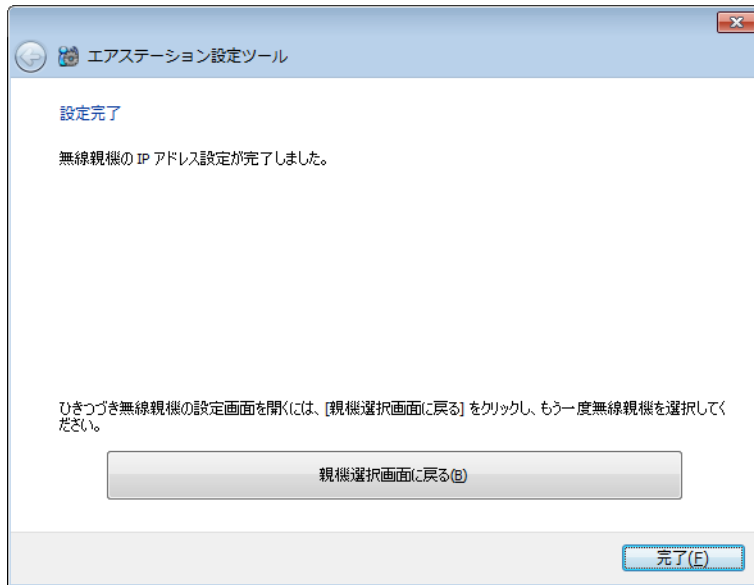 エアステーション設定ツール
設定完了
無線親機の IP アドレス設定が完了しました。
ひきつづき無線親機の設定画面を開くには、[親機選択画面に戻る] をクリックし、もう一度無線親機を選択してく
ださい。
親機選択画面に戻る(B)
完了(F)